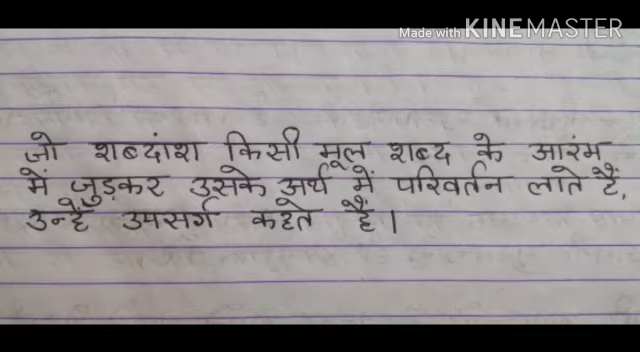 Made with KINEMASTER
जो शब्दांश किसी मूल शब्द के आरंभ
में जुड़कर उसके अर्थ में परिवर्तन लाते हैं,
उन्हें उपसर्ग कहते हैं।